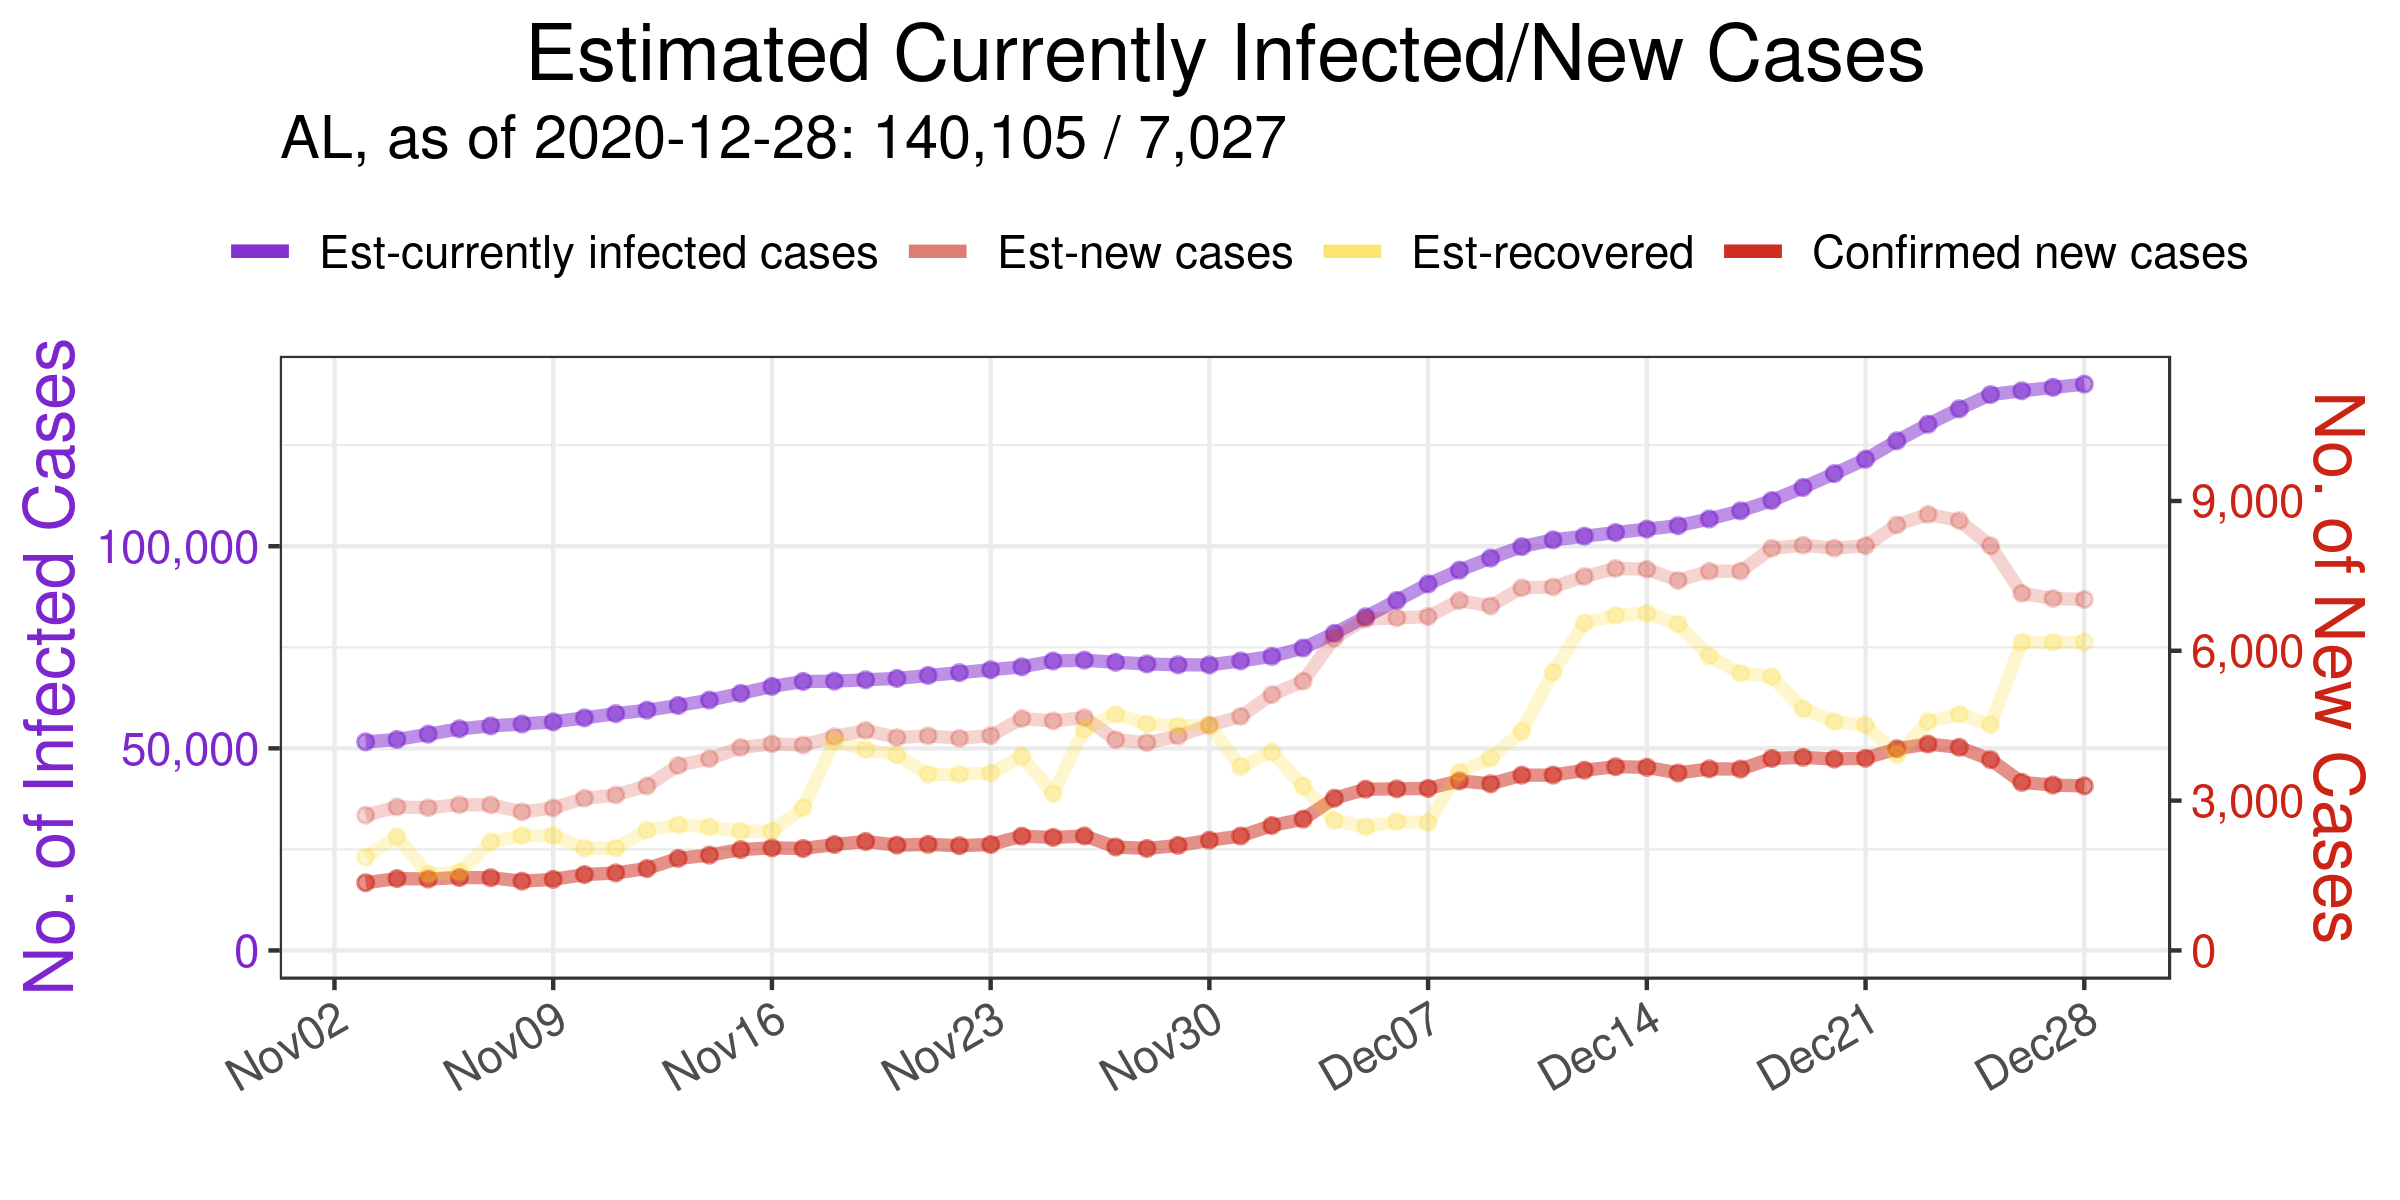 Estimated Currently Infected/New Cases
AL, as of 2020-12-28: 140,105 / 7,027
Est-currently infected cases Est-new cases Est-recovered Confirmed new cases
No. of Infected Cases
100,000
50,000
0
9,000
6,000
3,000
0
No. of New Cases
Nov02 Nov09 Nov16 Nov23 Nov30 Dec07 Dec14 Dec21 Dec28